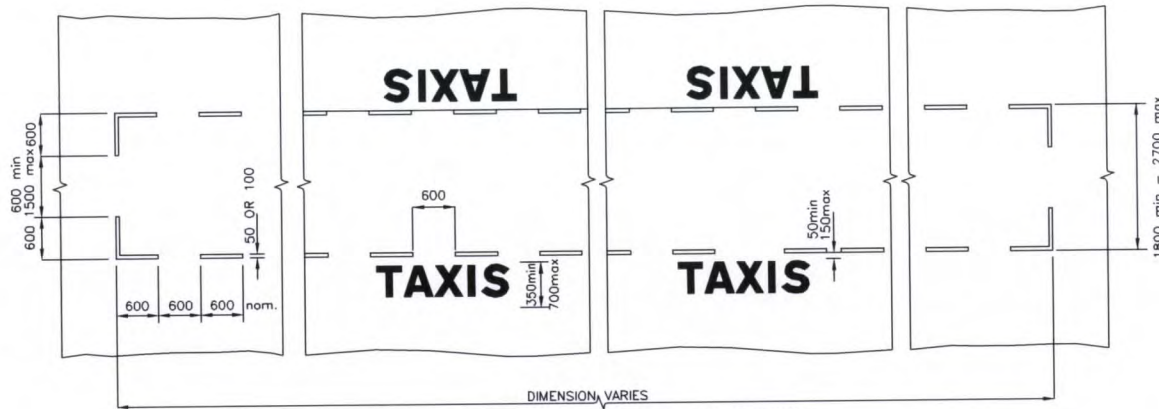 TAXIS
TAXIS
600
600 min
1500 max
600
50 OR 100
600
600
600
nom.
600
TAXIS
350min
700max
50min
150max
TAXIS
1800 min – 2700 max
DIMENSION VARIES